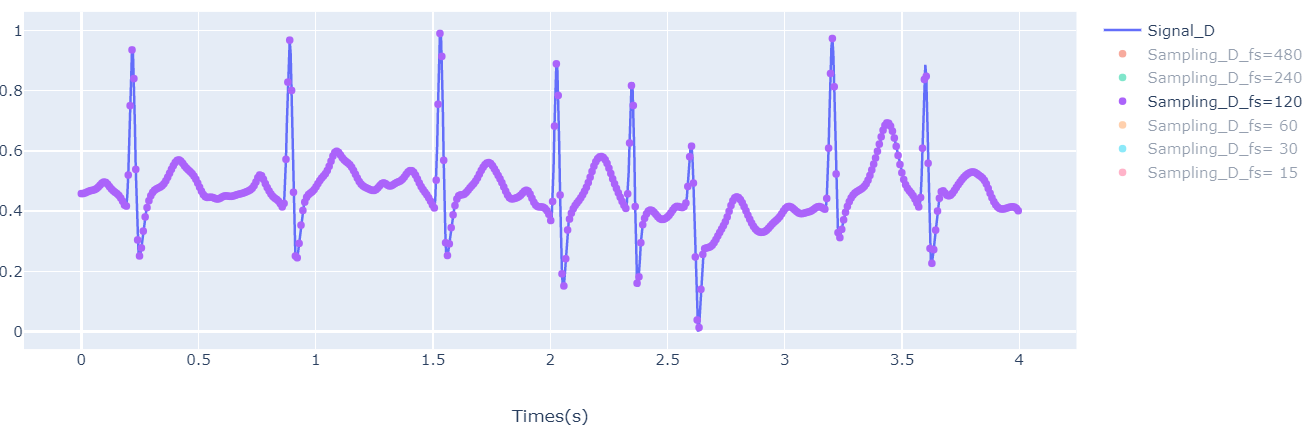 1
0.8
0.6
0.4
0.2
0
0
0.5
1
1.5
2
2.5
3
3.5
4
Times(s)
Signal_D
Sampling_D_fs=480
Sampling_D_fs=240
Sampling_D_fs=120
Sampling_D_fs= 60
Sampling_D_fs= 30
Sampling_D_fs= 15